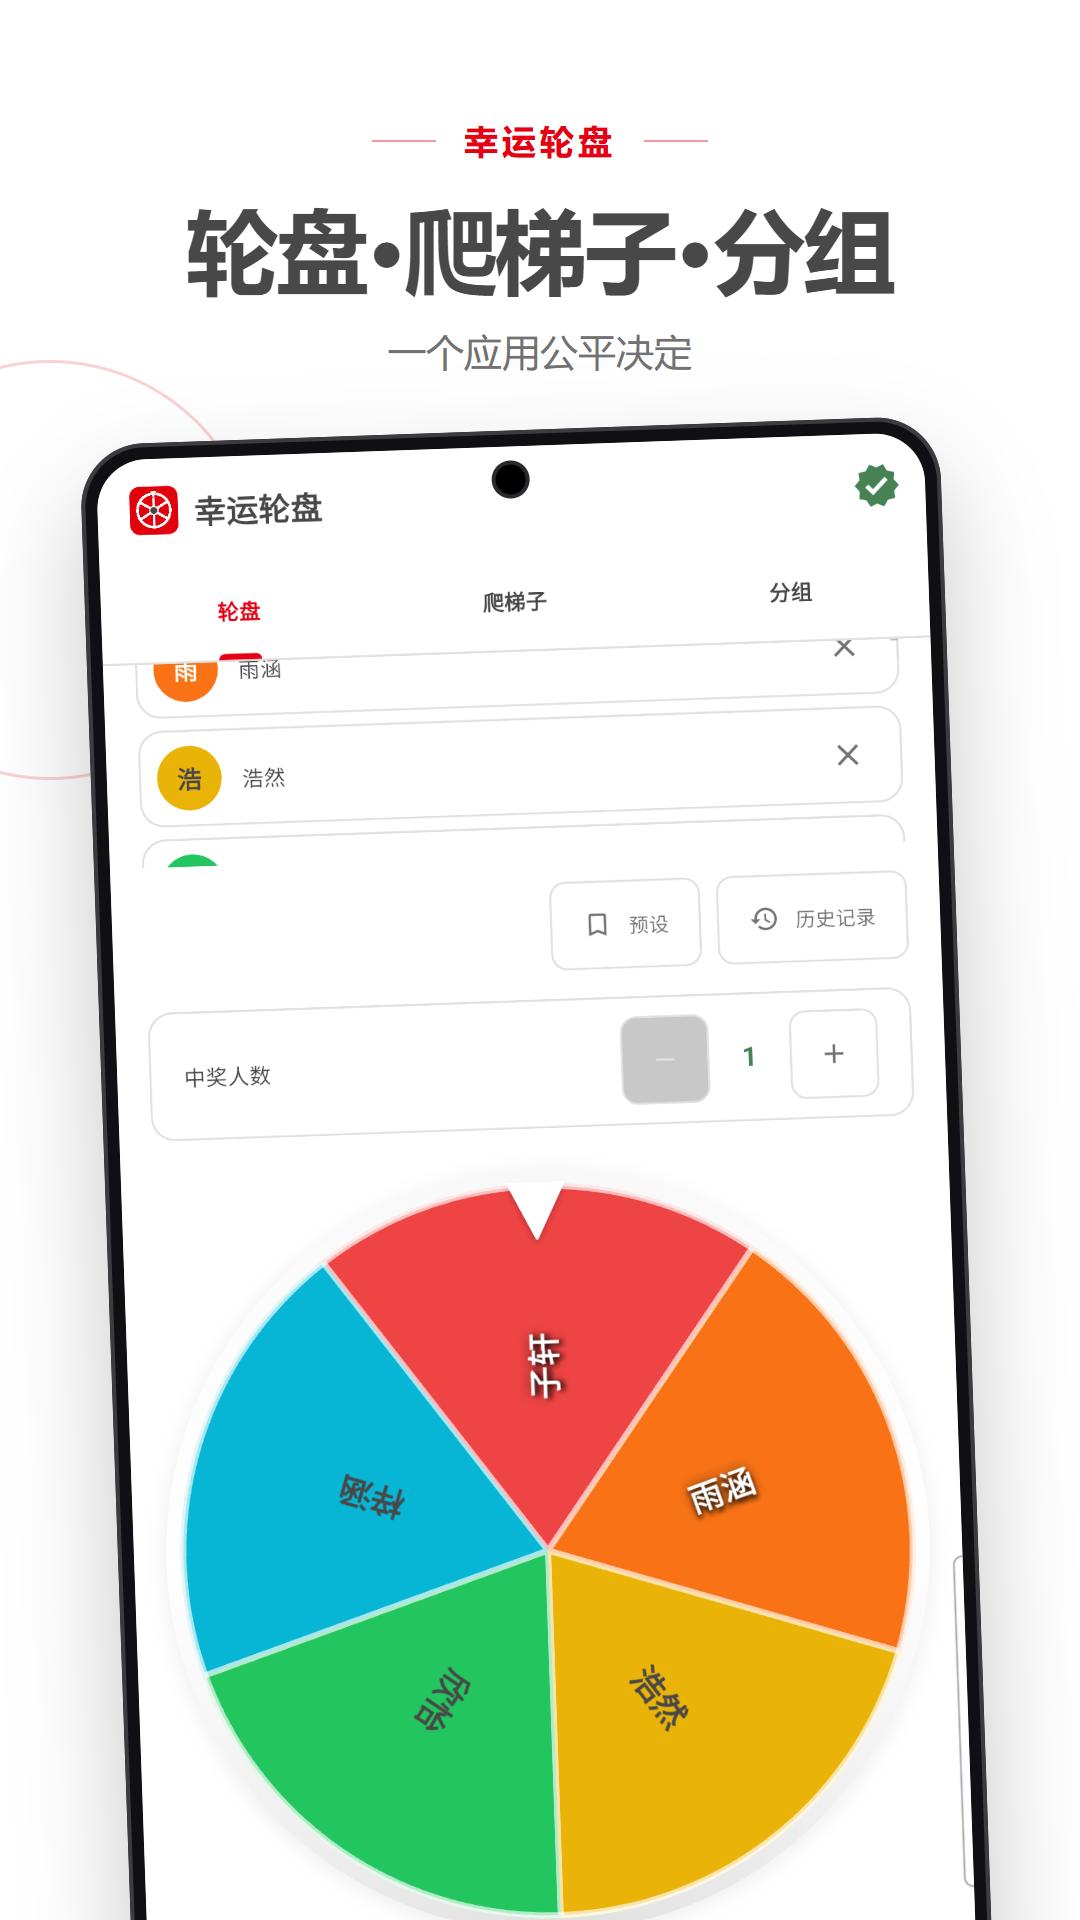 幸运轮盘
轮盘·爬梯子·分组
一个应用公平决定
幸运轮盘
轮盘
爬梯子
分组
雨
雨涵
浩
浩然
预设
历史记录
中奖人数
1
子轩
雨涵
梓涵
浩然
欣怡